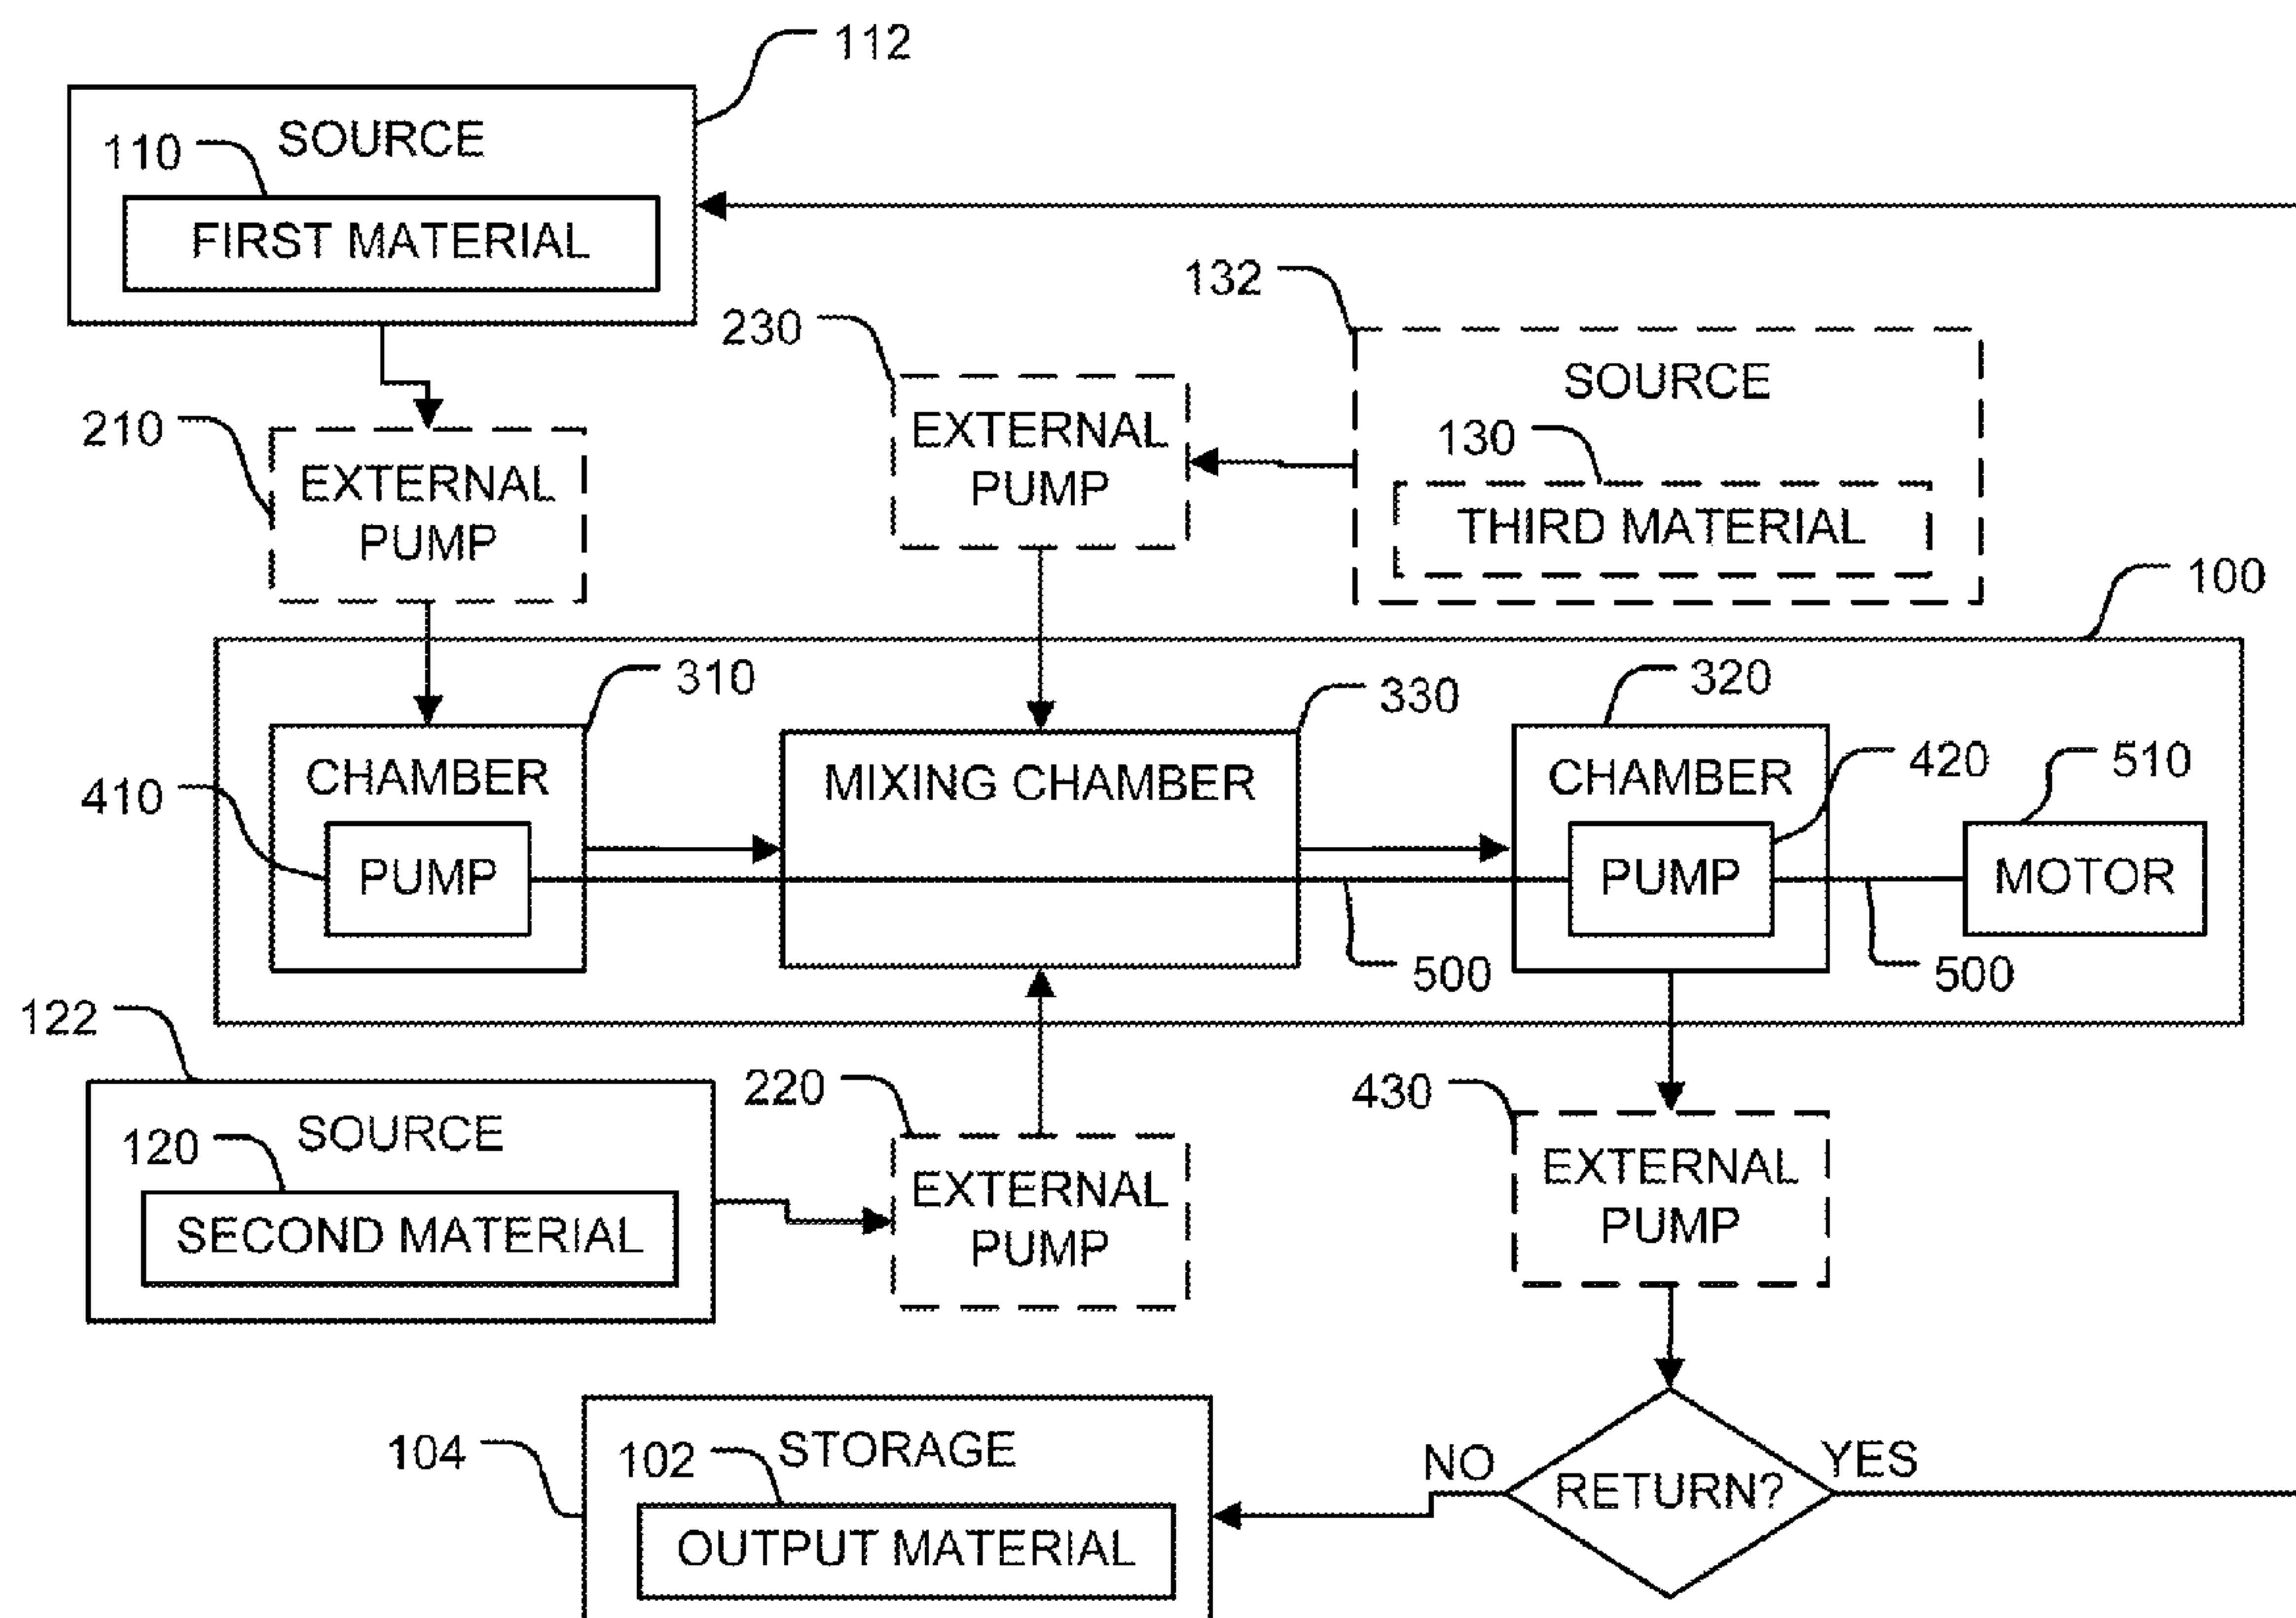 112
SOURCE
110
FIRST MATERIAL
132
230
SOURCE
EXTERNAL
PUMP
130
THIRD MATERIAL
210
EXTERNAL
PUMP
100
310
330
320
CHAMBER
MIXING CHAMBER
CHAMBER
420
510
410
PUMP
PUMP
MOTOR
500
500
122
SOURCE
120
SECOND MATERIAL
220
EXTERNAL
PUMP
430
EXTERNAL
PUMP
104
STORAGE
102
OUTPUT MATERIAL
NO
RETURN?
YES